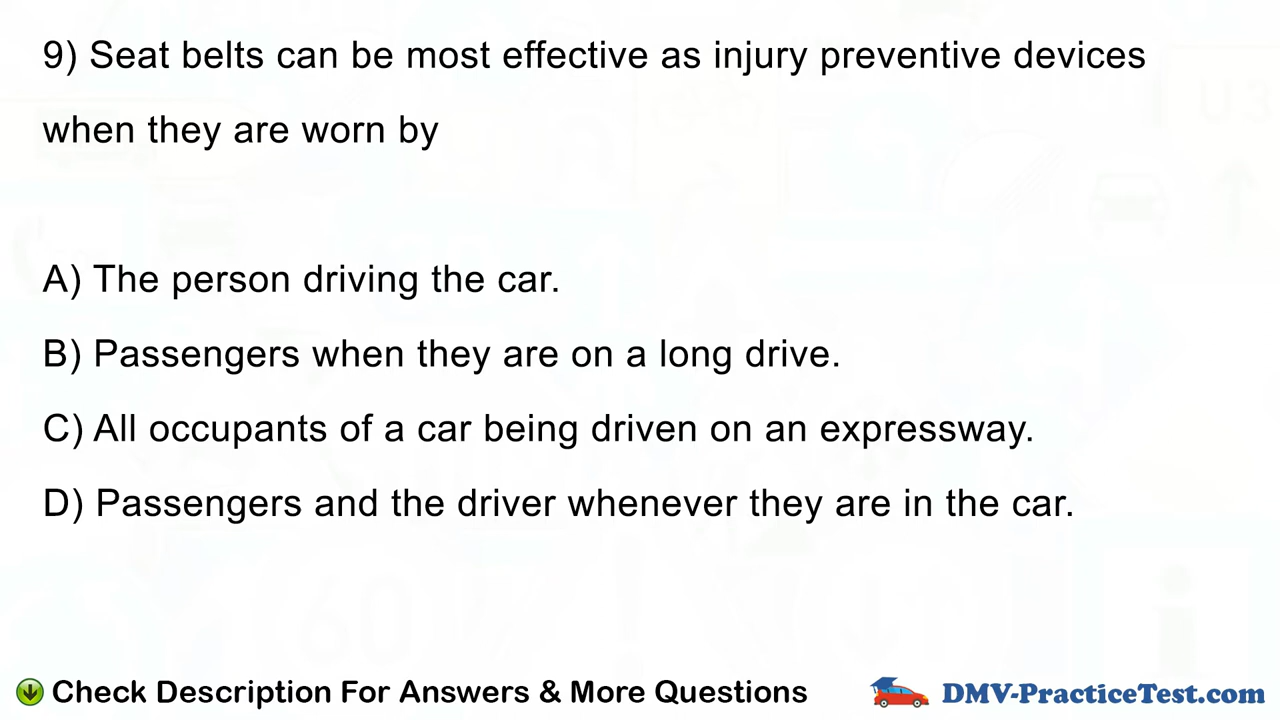 9) Seat belts can be most effective as injury preventive devices
when they are worn by
A) The person driving the car.
B) Passengers when they are on a long drive.
C) All occupants of a car being driven on an expressway.
D) Passengers and the driver whenever they are in the car.
Check Description For Answers & More Questions
DMV-PracticeTest.com